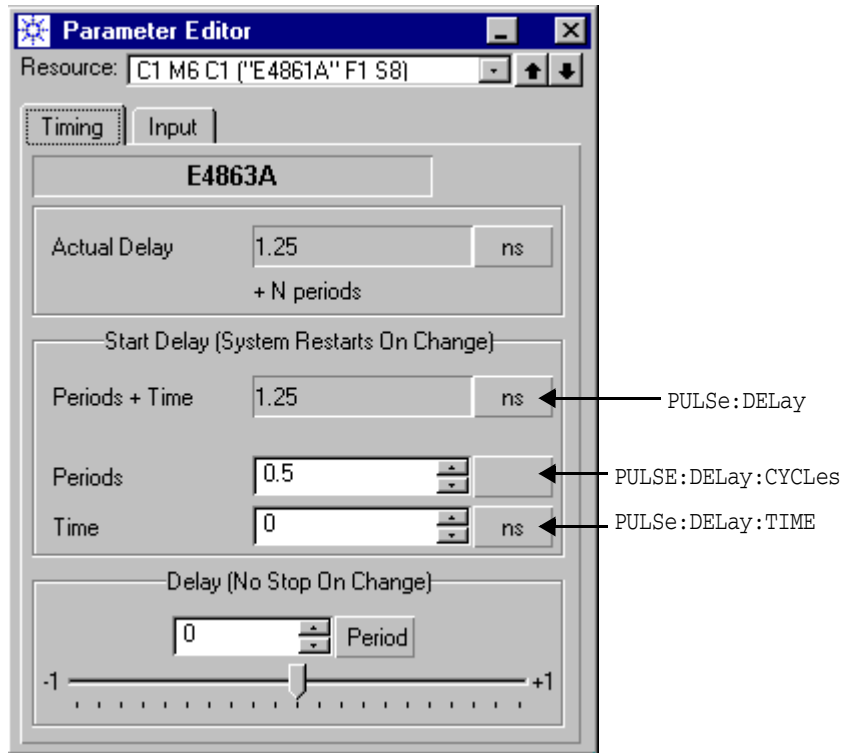 Parameter Editor
Resource: C1 M6 C1 ("E4861A" F1 S8)
Timing Input
E4863A
Actual Delay 1.25 ns
+ N periods
Start Delay (System Restarts On Change)
Periods + Time 1.25 ns PULSe:DELay
Periods 0.5 PULSE:DELay:CYCLes
Time 0 ns PULSe:DELay:TIME
Delay (No Stop On Change)
0 Period
-1 +1